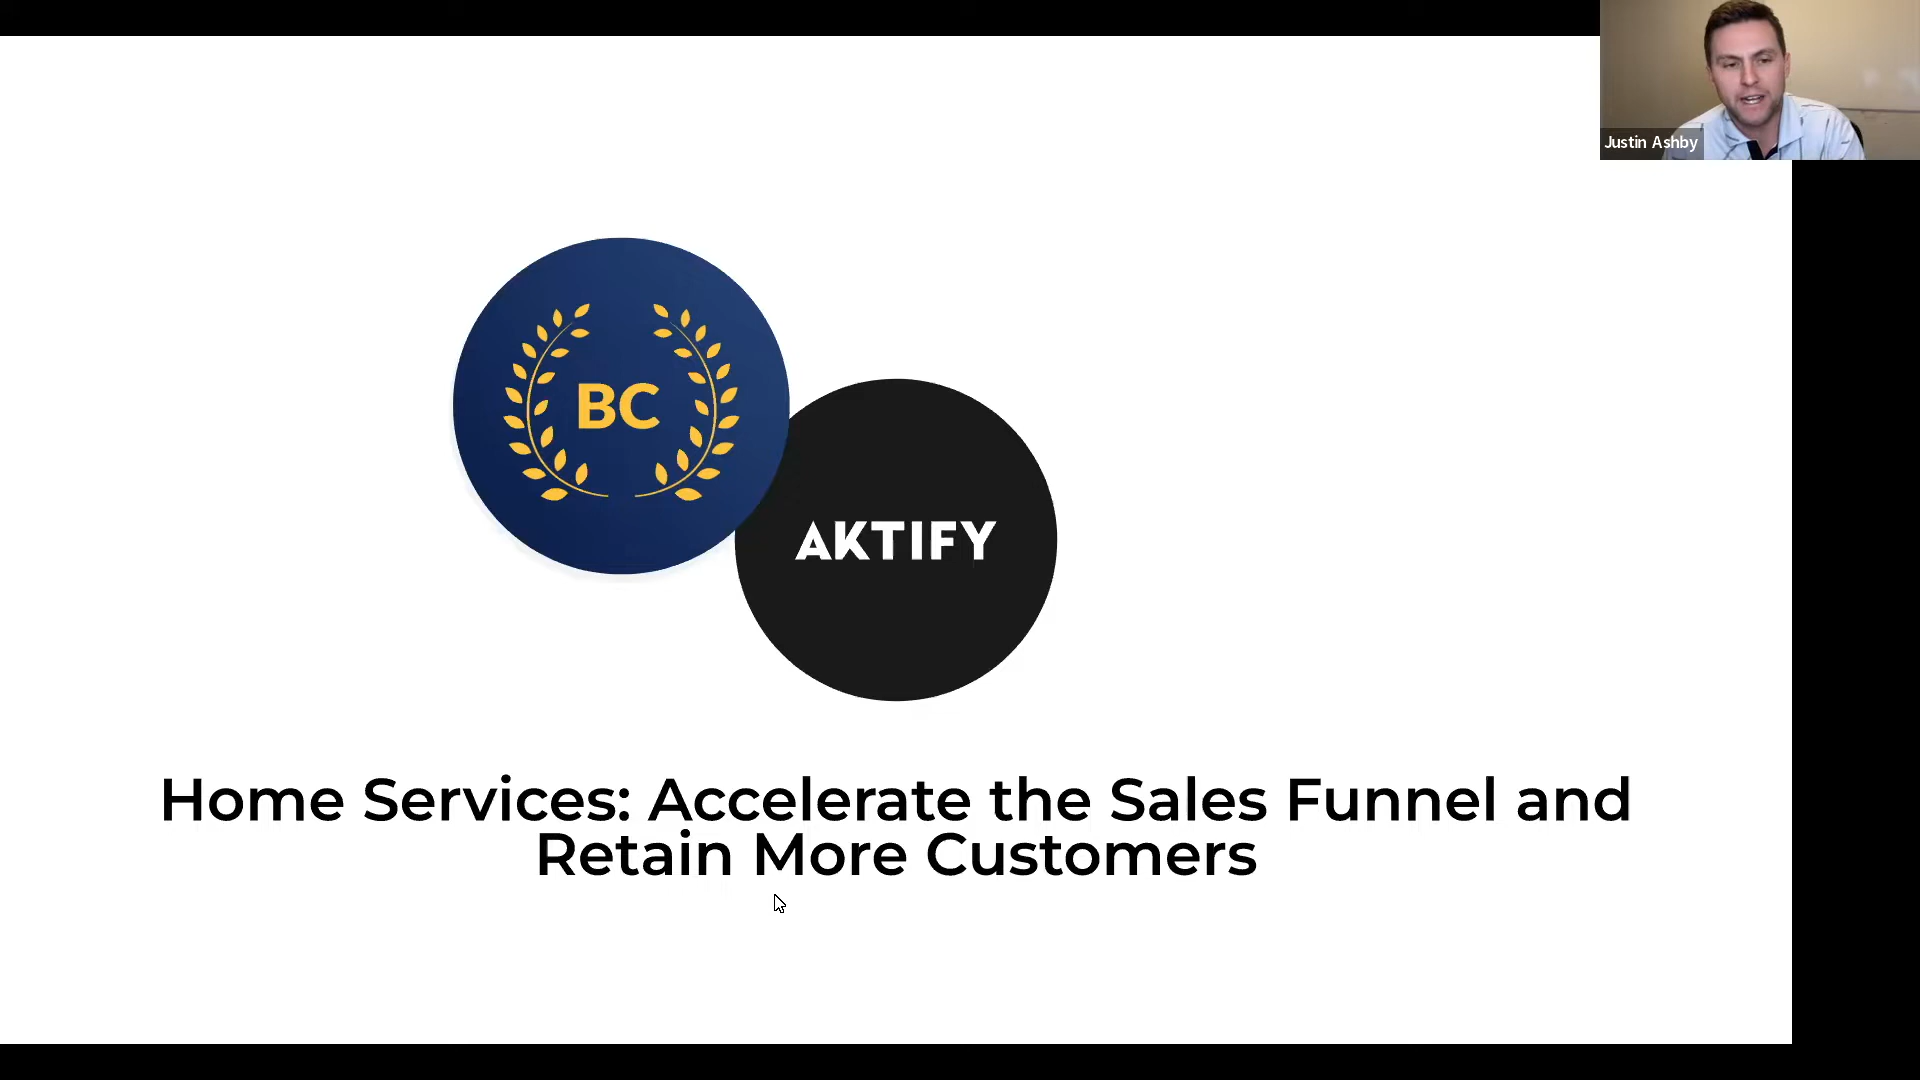 Justin Ashby
BC
AKTIFY
Home Services: Accelerate the Sales Funnel and
Retain More Customers